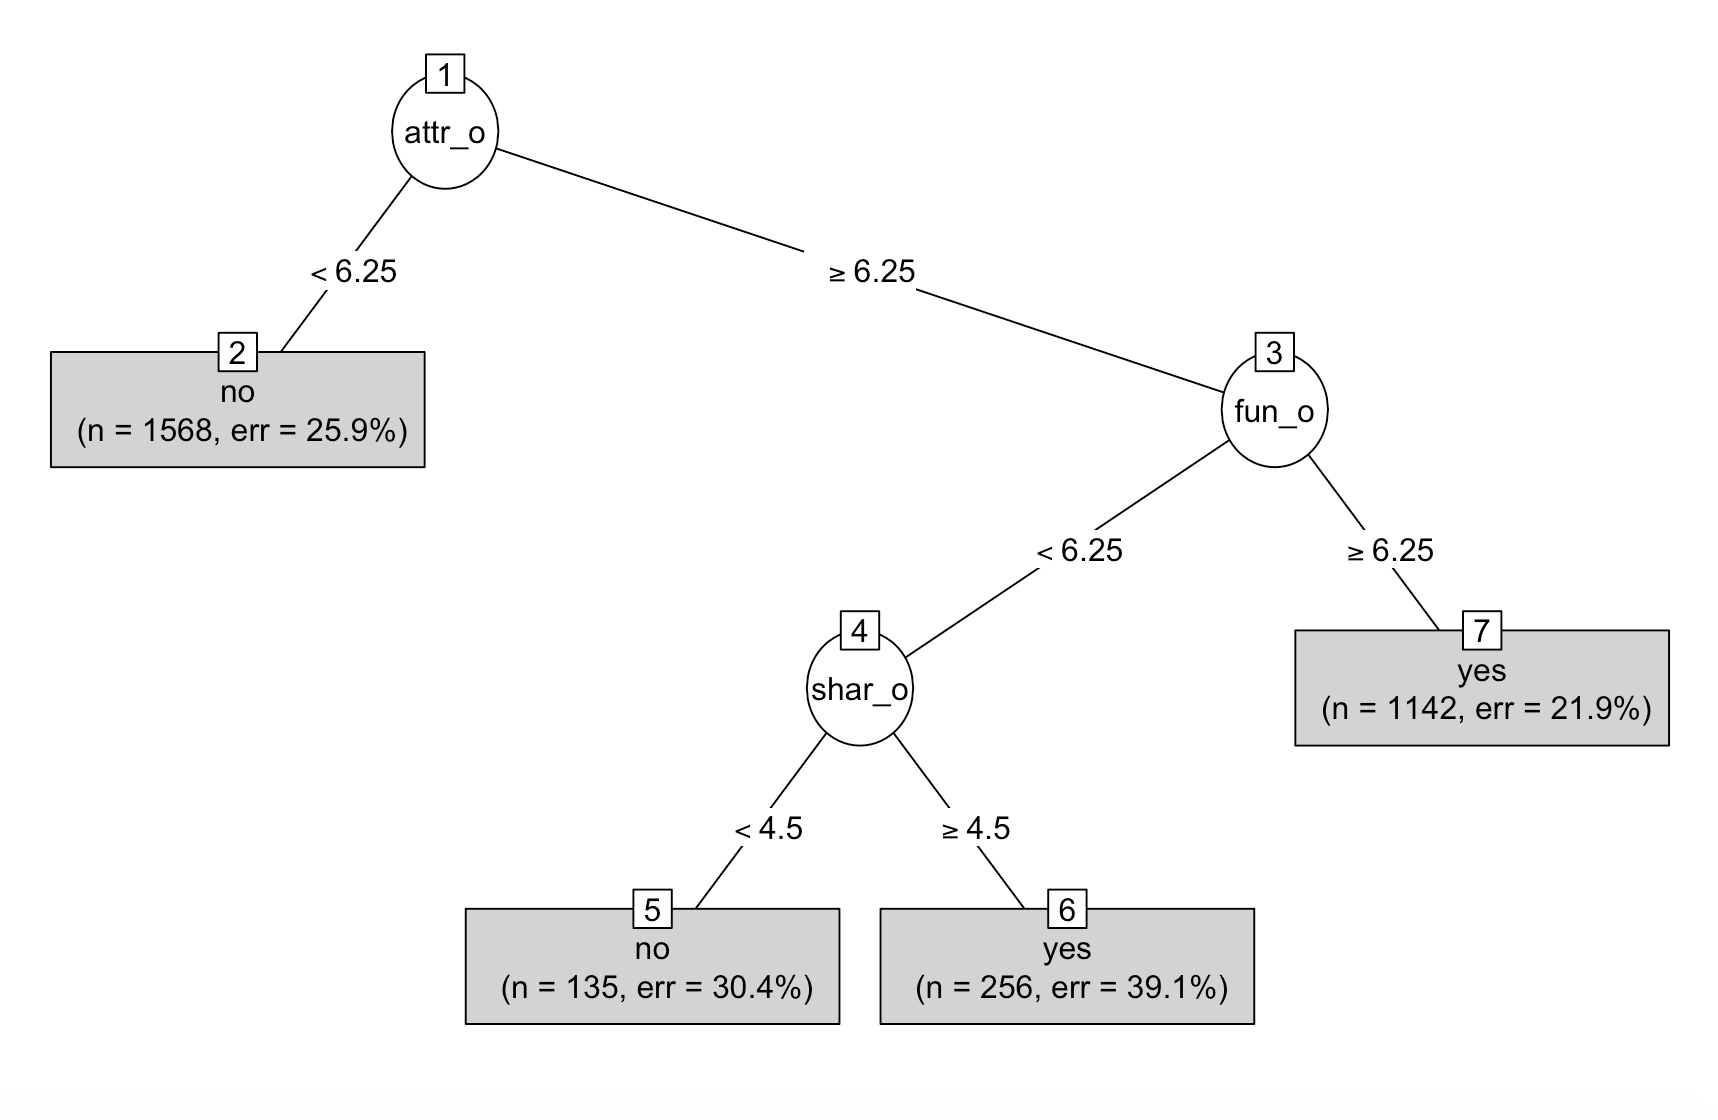 1
attr_o
< 6.25
≥ 6.25
2
no
(n = 1568, err = 25.9%)
3
fun_o
< 6.25
≥ 6.25
4
shar_o
7
yes
(n = 1142, err = 21.9%)
< 4.5
≥ 4.5
5
no
(n = 135, err = 30.4%)
6
yes
(n = 256, err = 39.1%)